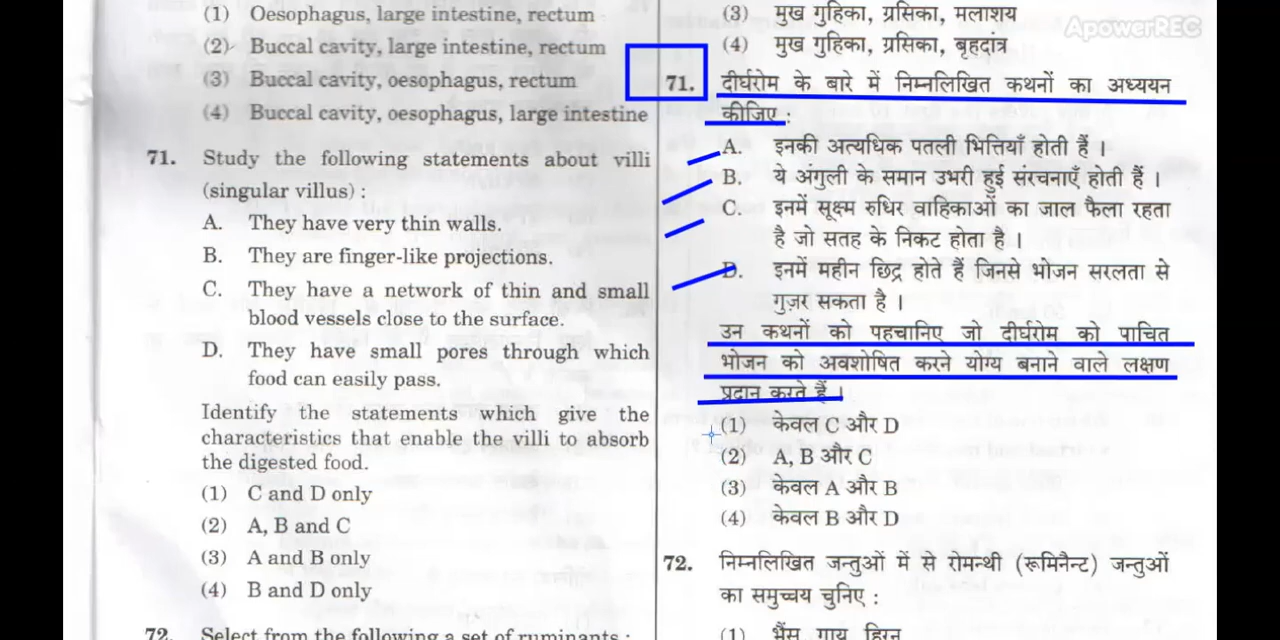 (1) Oesophagus, large intestine, rectum
(2) Buccal cavity, large intestine, rectum
(3) Buccal cavity, oesophagus, rectum
(4) Buccal cavity, oesophagus, large intestine
71. Study the following statements about villi
(singular villus) :
A. They have very thin walls.
B. They are finger-like projections.
C. They have a network of thin and small
blood vessels close to the surface.
D. They have small pores through which
food can easily pass.
Identify the statements which give the
characteristics that enable the villi to absorb
the digested food.
(1) C and D only
(2) A, B and C
(3) A and B only
(4) B and D only
72. Select from the following a set of ruminants :
(3) मुख गुहिका, ग्रसिका, मलाशय
(4) मुख गुहिका, ग्रसिका, बृहदांत्र
ApowerREC
71. दीर्घरोम के बारे में निम्नलिखित कथनों का अध्ययन
कीजिए :
A. इनकी अत्यधिक पतली भित्तियाँ होती हैं ।
B. ये अंगुली के समान उभरी हुई संरचनाएँ होती हैं ।
C. इनमें सूक्ष्म रुधिर वाहिकाओं का जाल फैला रहता
है जो सतह के निकट होता है ।
D. इनमें महीन छिद्र होते हैं जिनसे भोजन सरलता से
गुज़र सकता है ।
उन कथनों को पहचानिए जो दीर्घरोम को पाचित
भोजन को अवशोषित करने योग्य बनाने वाले लक्षण
प्रदान करते हैं ।
(1) केवल C और D
(2) A, B और C
(3) केवल A और B
(4) केवल B और D
72. निम्नलिखित जन्तुओं में से रोमन्थी (रूमिनैन्ट) जन्तुओं
का समुच्चय चुनिए :
(1) भैंस, गाय, हिरन